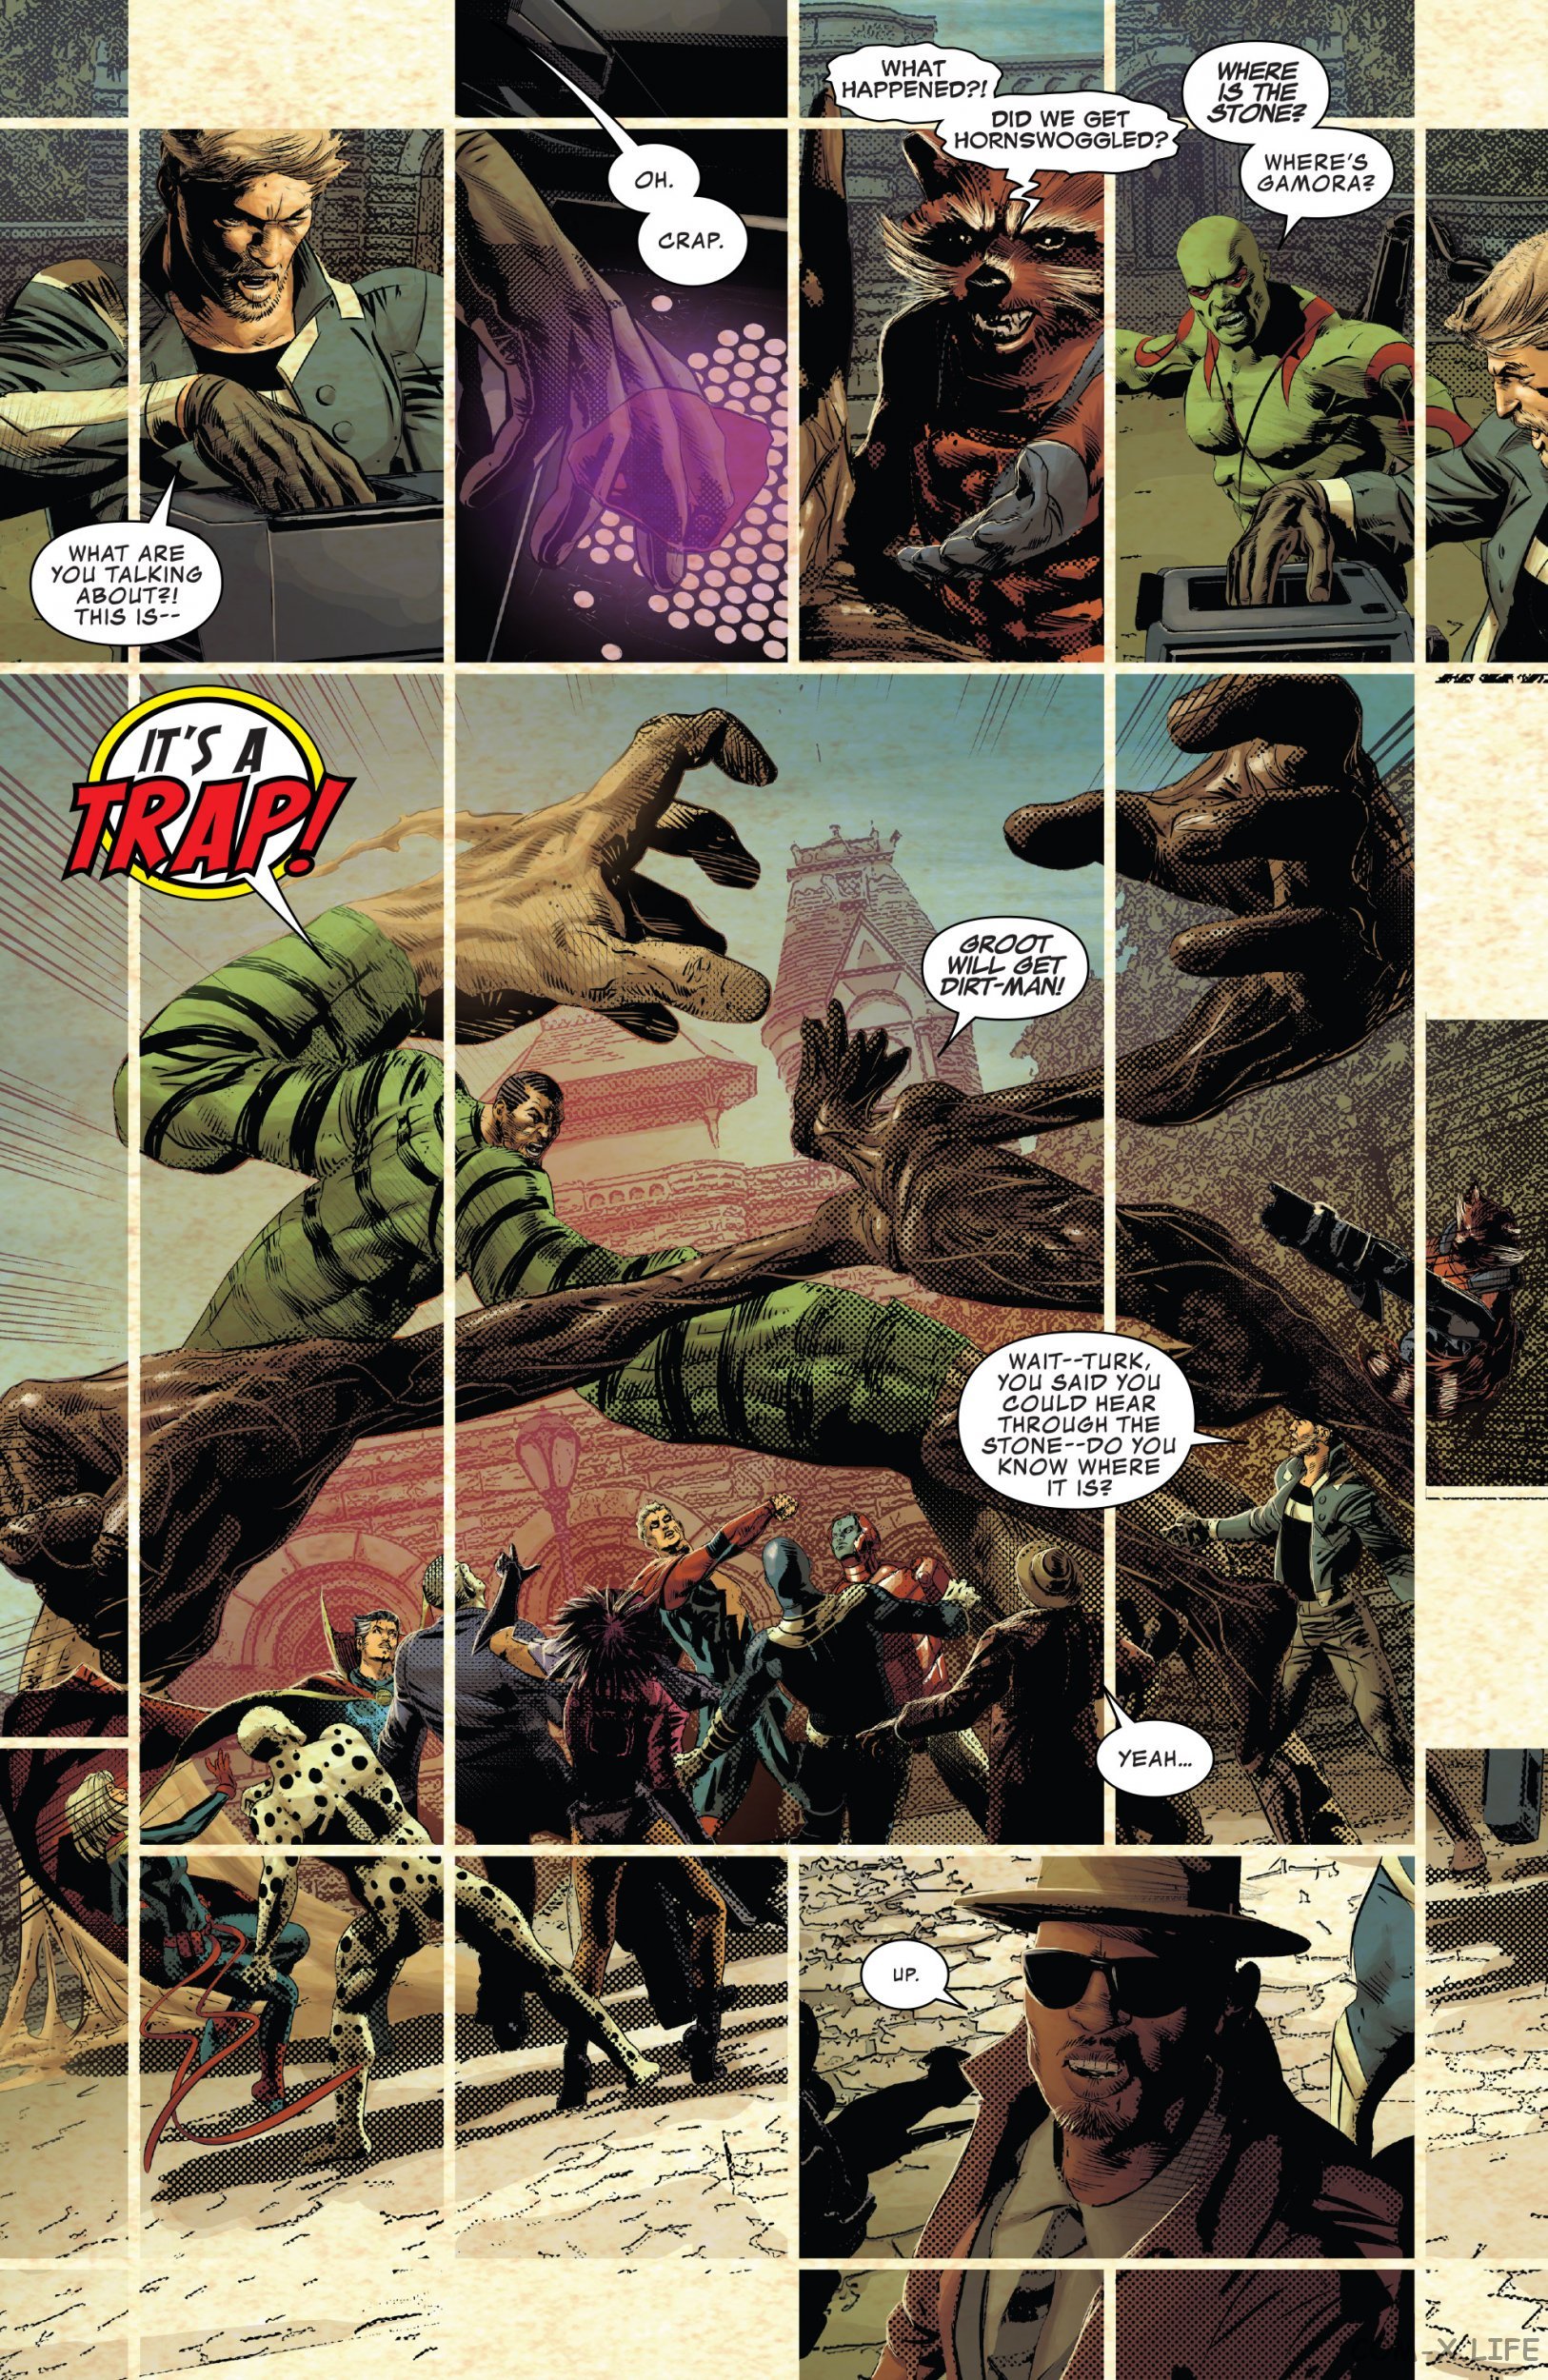 WHAT ARE
YOU TALKING
ABOUT?!
THIS IS--
OH.
CRAP.
WHAT
HAPPENED?!
DID WE GET
HORNSWOGGLED?
WHERE
IS THE
STONE?
WHERE'S
GAMORA?
IT'S A
TRAP!
GROOT
WILL GET
DIRT-MAN!
WAIT--TURK,
YOU SAID YOU
COULD HEAR
THROUGH THE
STONE--DO YOU
KNOW WHERE
IT IS?
YEAH...
UP.
COM-X.LIFE